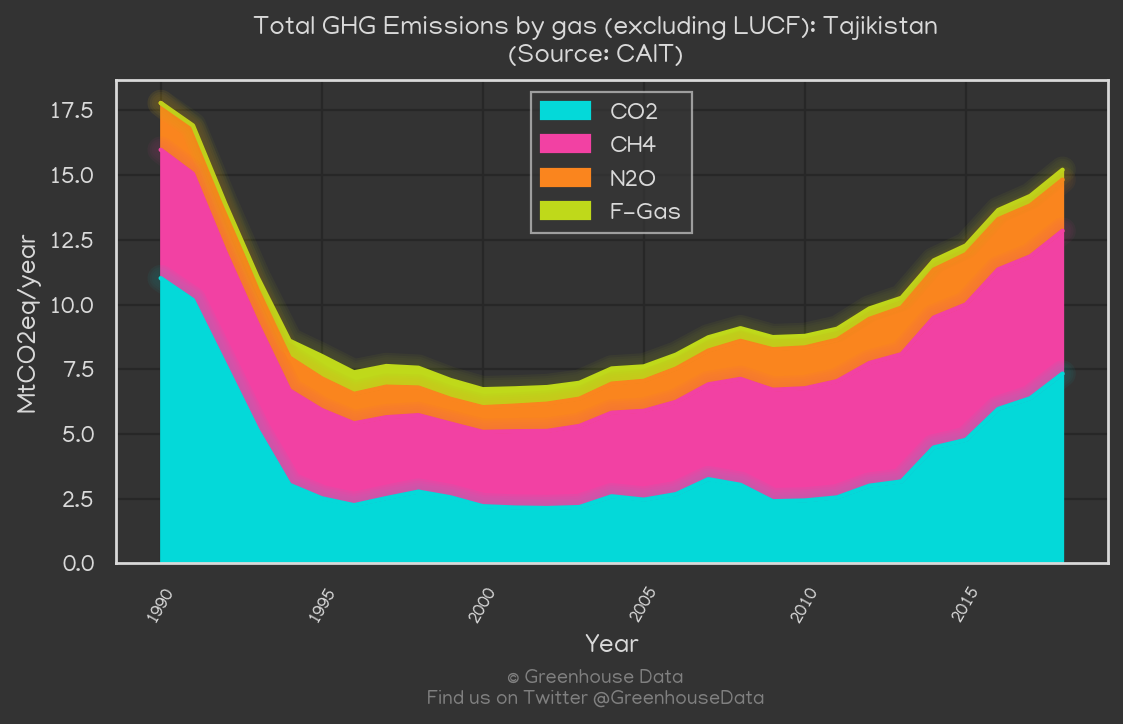 Total GHG Emissions by gas (excluding LUCF): Tajikistan
(Source: CAIT)
CO2
CH4
N2O
F-Gas
MtCO2eq/year
17.5
15.0
12.5
10.0
7.5
5.0
2.5
0.0
1990
1995
2000
2005
2010
2015
Year
© Greenhouse Data
Find us on Twitter @GreenhouseData